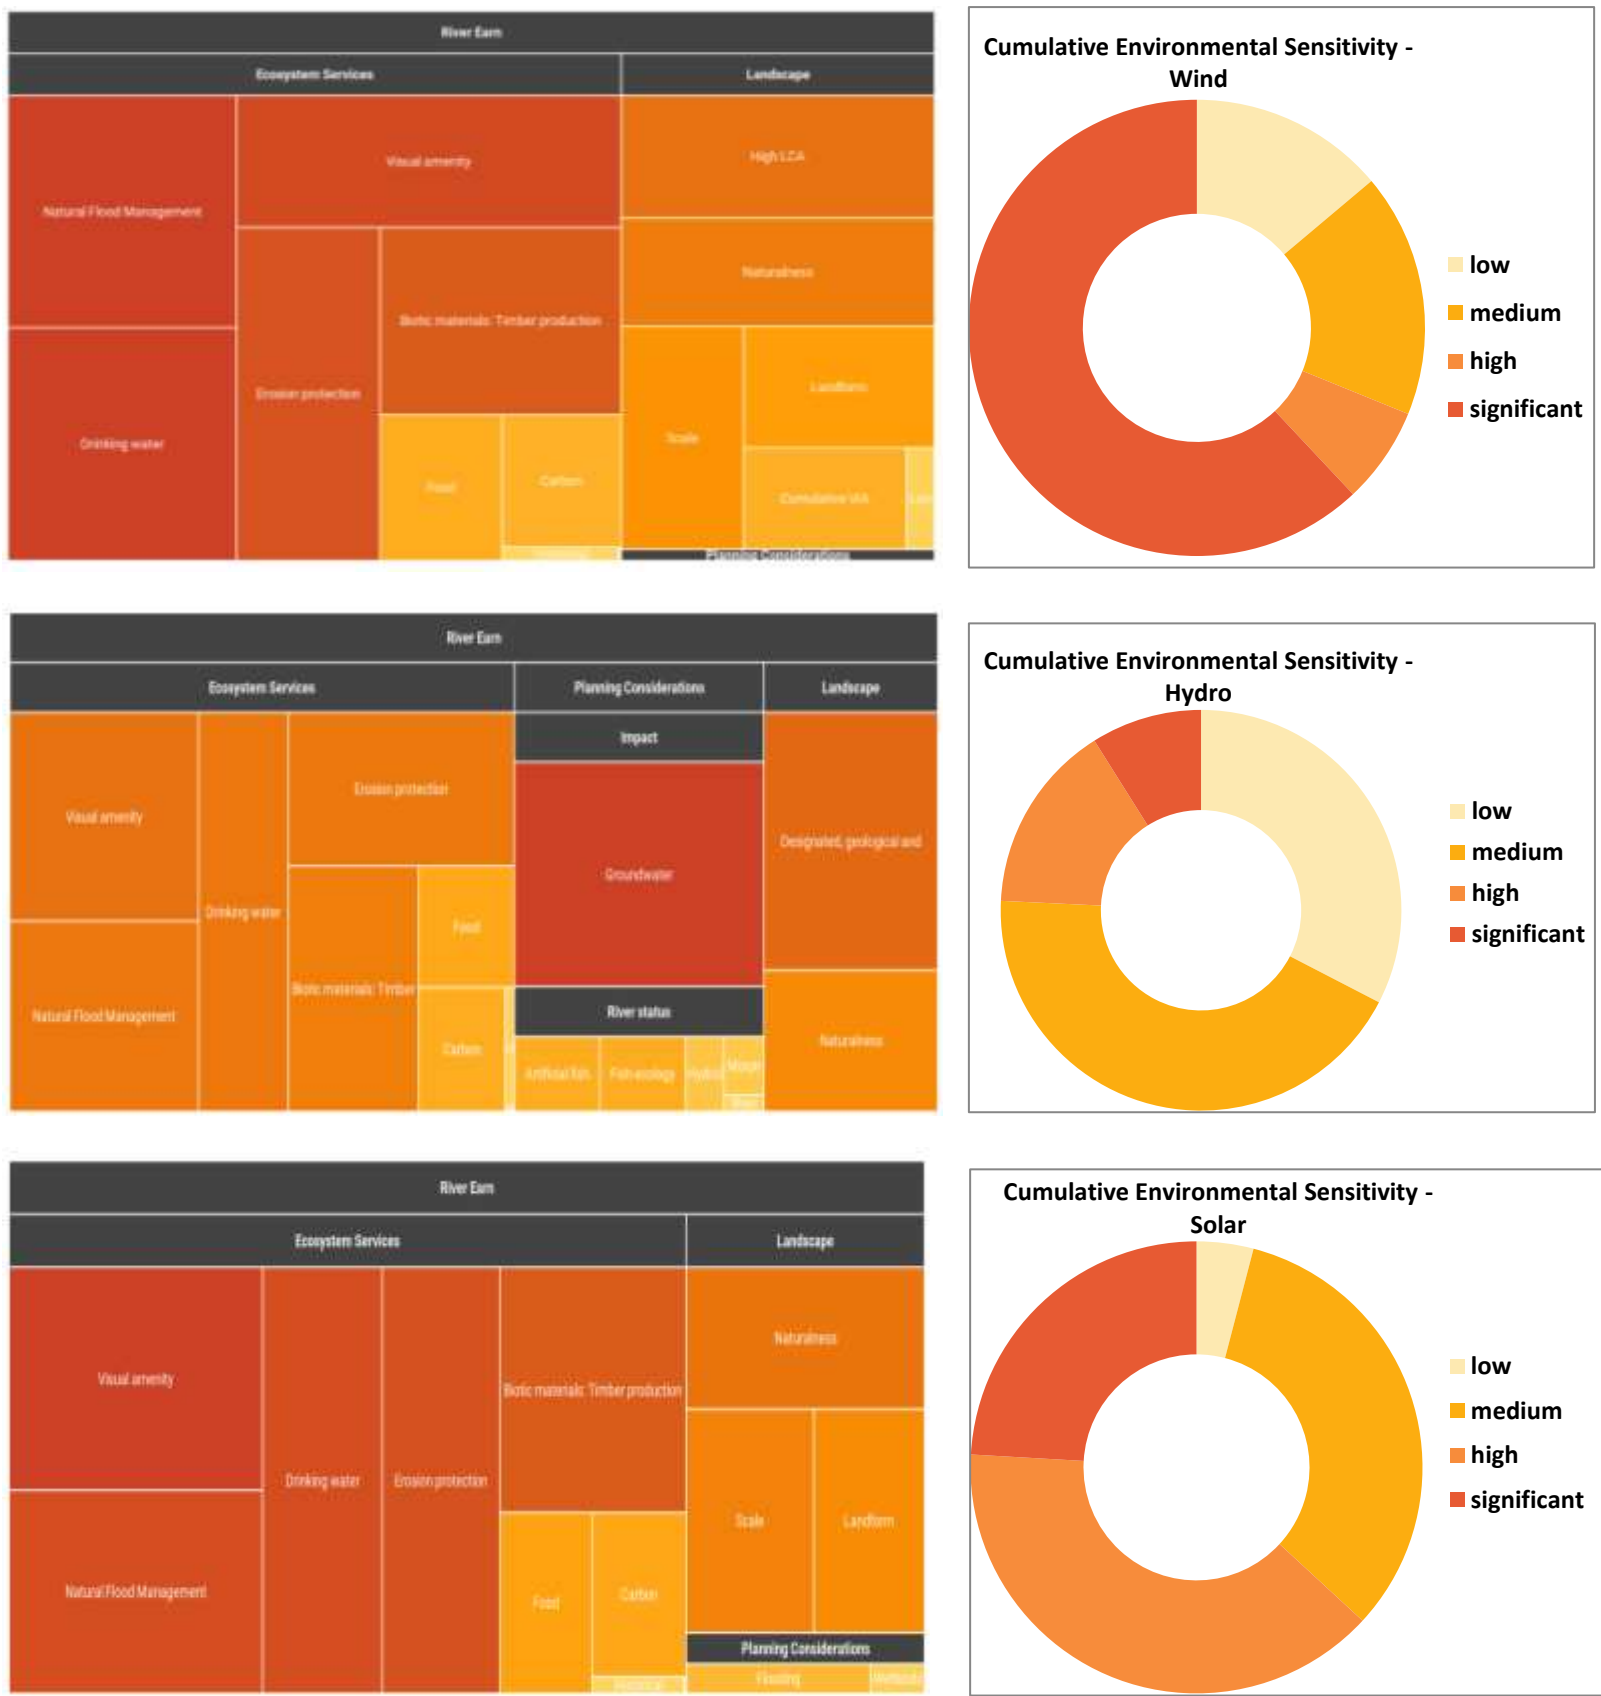 River Earn
Ecosystem Services
Landscape
Natural Flood Management
Visual amenity
High LCA
Naturalness
Biotic materials: Timber production
Erosion protection
Landform
Drinking water
Scale
Food
Carbon
Cumulative VIA
Planning Considerations
Cumulative Environmental Sensitivity -
Wind
low
medium
high
significant
River Earn
Ecosystem Services
Planning Considerations
Landscape
Impact
Visual amenity
Erosion protection
Designated, geological and
Groundwater
Drinking water
Food
Natural Flood Management
Biotic materials: Timber
River status
Carbon
Naturalness
Artificial fish
Fish ecology
Hydro
Morph
Cumulative Environmental Sensitivity -
Hydro
low
medium
high
significant
River Earn
Ecosystem Services
Landscape
Naturalness
Visual amenity
Biotic materials: Timber production
Drinking water
Erosion protection
Scale
Landform
Natural Flood Management
Food
Carbon
Planning Considerations
Flooding
Cumulative Environmental Sensitivity -
Solar
low
medium
high
significant